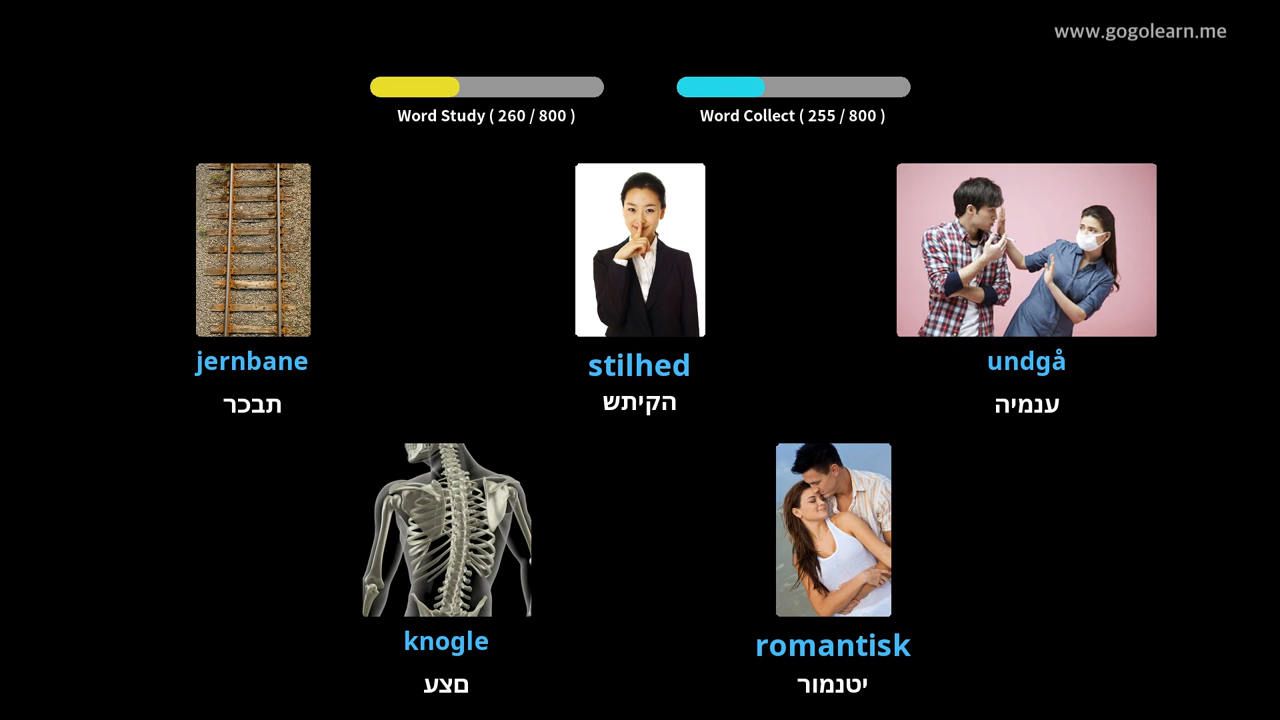 www.gogolearn.me
Word Study ( 260 / 800 )
Word Collect ( 255 / 800 )
jernbane
תבכר
stilhed
הקיתש
undgå
ענמיה
knogle
םצע
romantisk
יטנמור